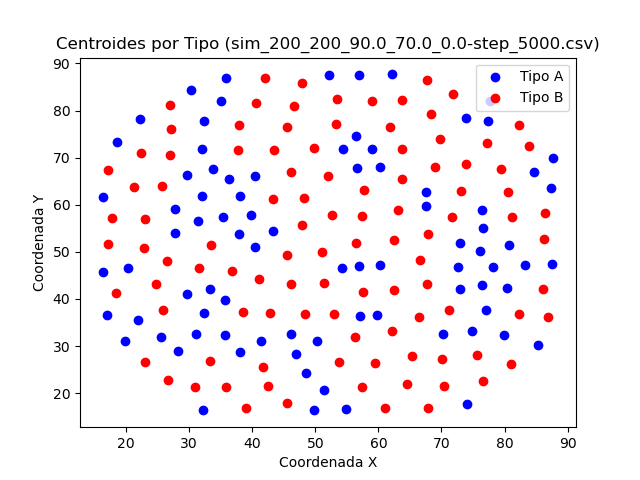 Centroides por Tipo (sim_200_200_90.0_70.0_0.0-step_5000.csv)
90
80
70
60
50
40
30
20
Coordenada Y
Tipo A
Tipo B
20 30 40 50 60 70 80 90
Coordenada X